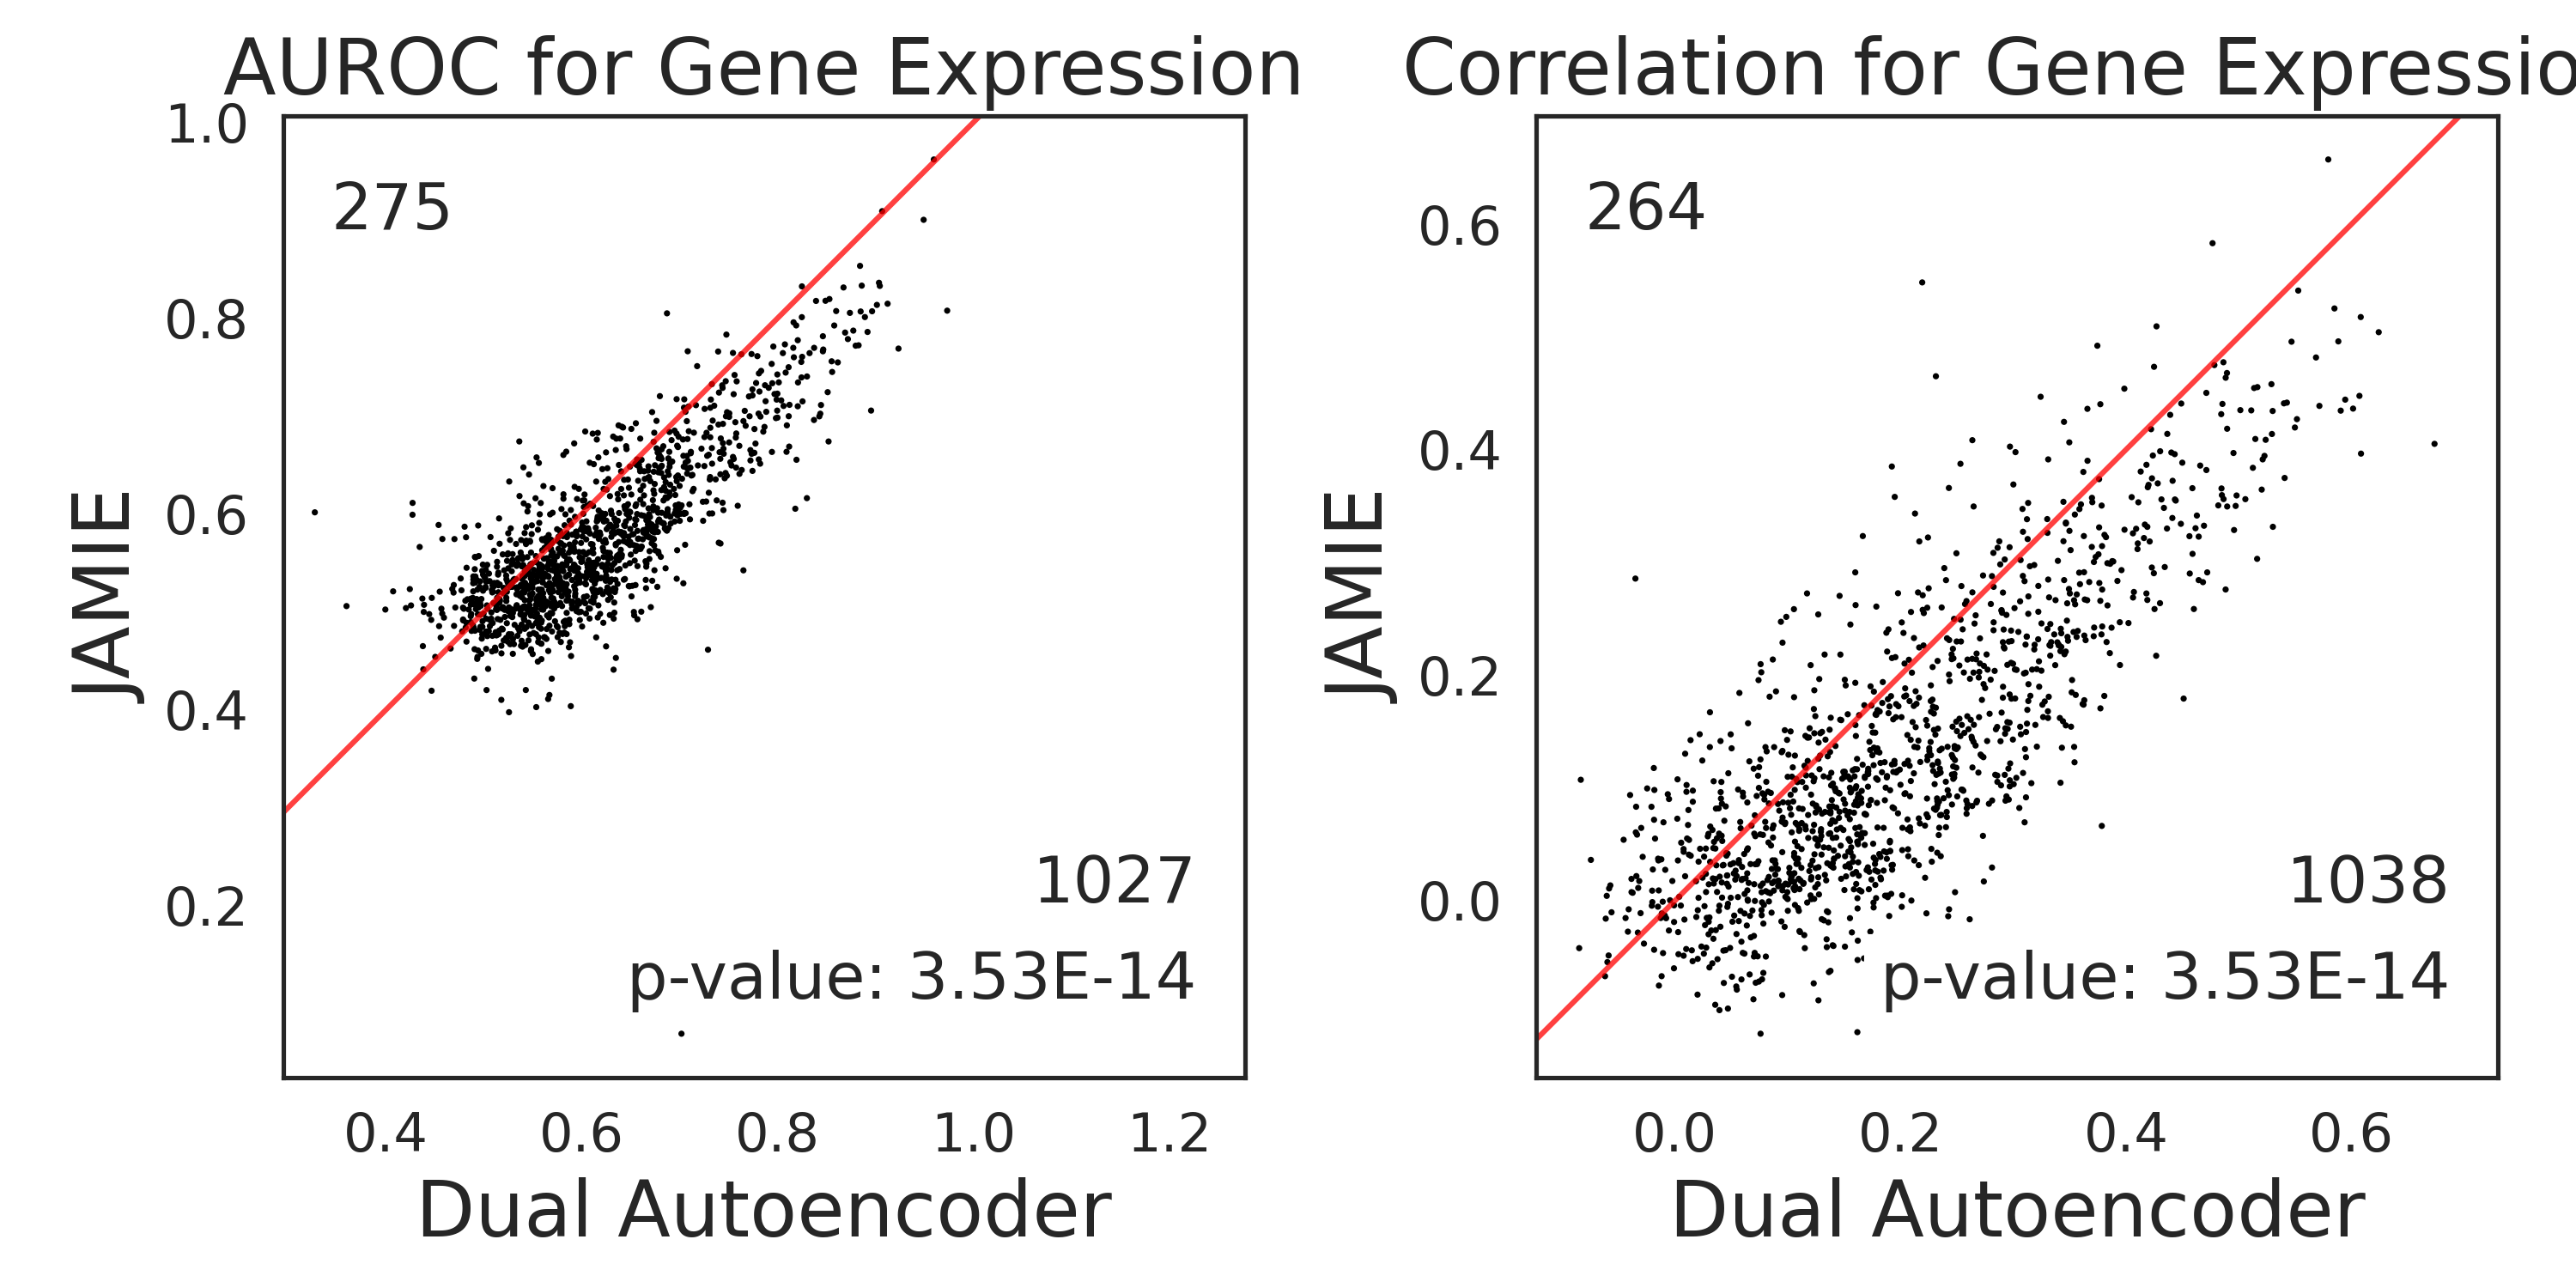 AUROC for Gene Expression
1.0
0.8
0.6
0.4
0.2
JAMIE
275
1027
p-value: 3.53E-14
0.4 0.6 0.8 1.0 1.2
Dual Autoencoder
Correlation for Gene Expressio
0.6
0.4
0.2
0.0
JAMIE
264
1038
p-value: 3.53E-14
0.0 0.2 0.4 0.6
Dual Autoencoder